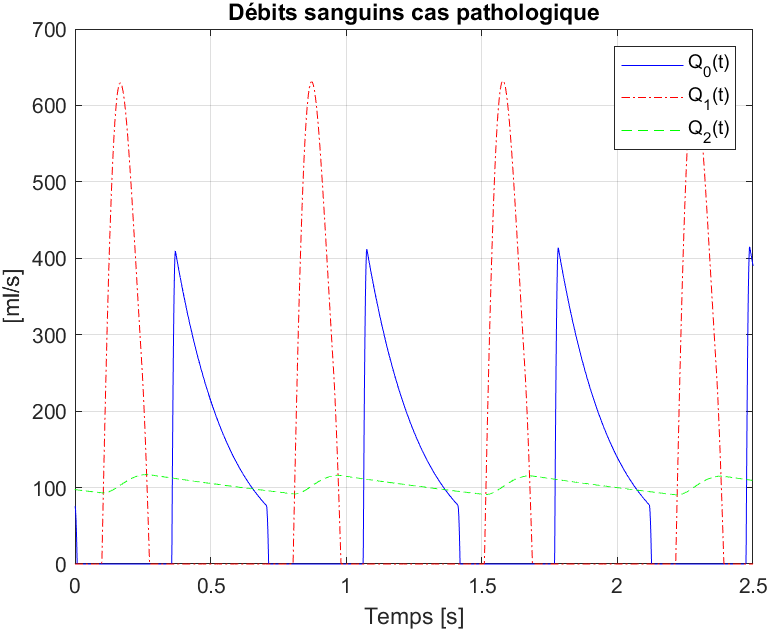 Débits sanguins cas pathologique
700
600
500
400
300
200
100
0
[ml/s]
Q0(t)
Q1(t)
Q2(t)
0 0.5 1 1.5 2 2.5
Temps [s]